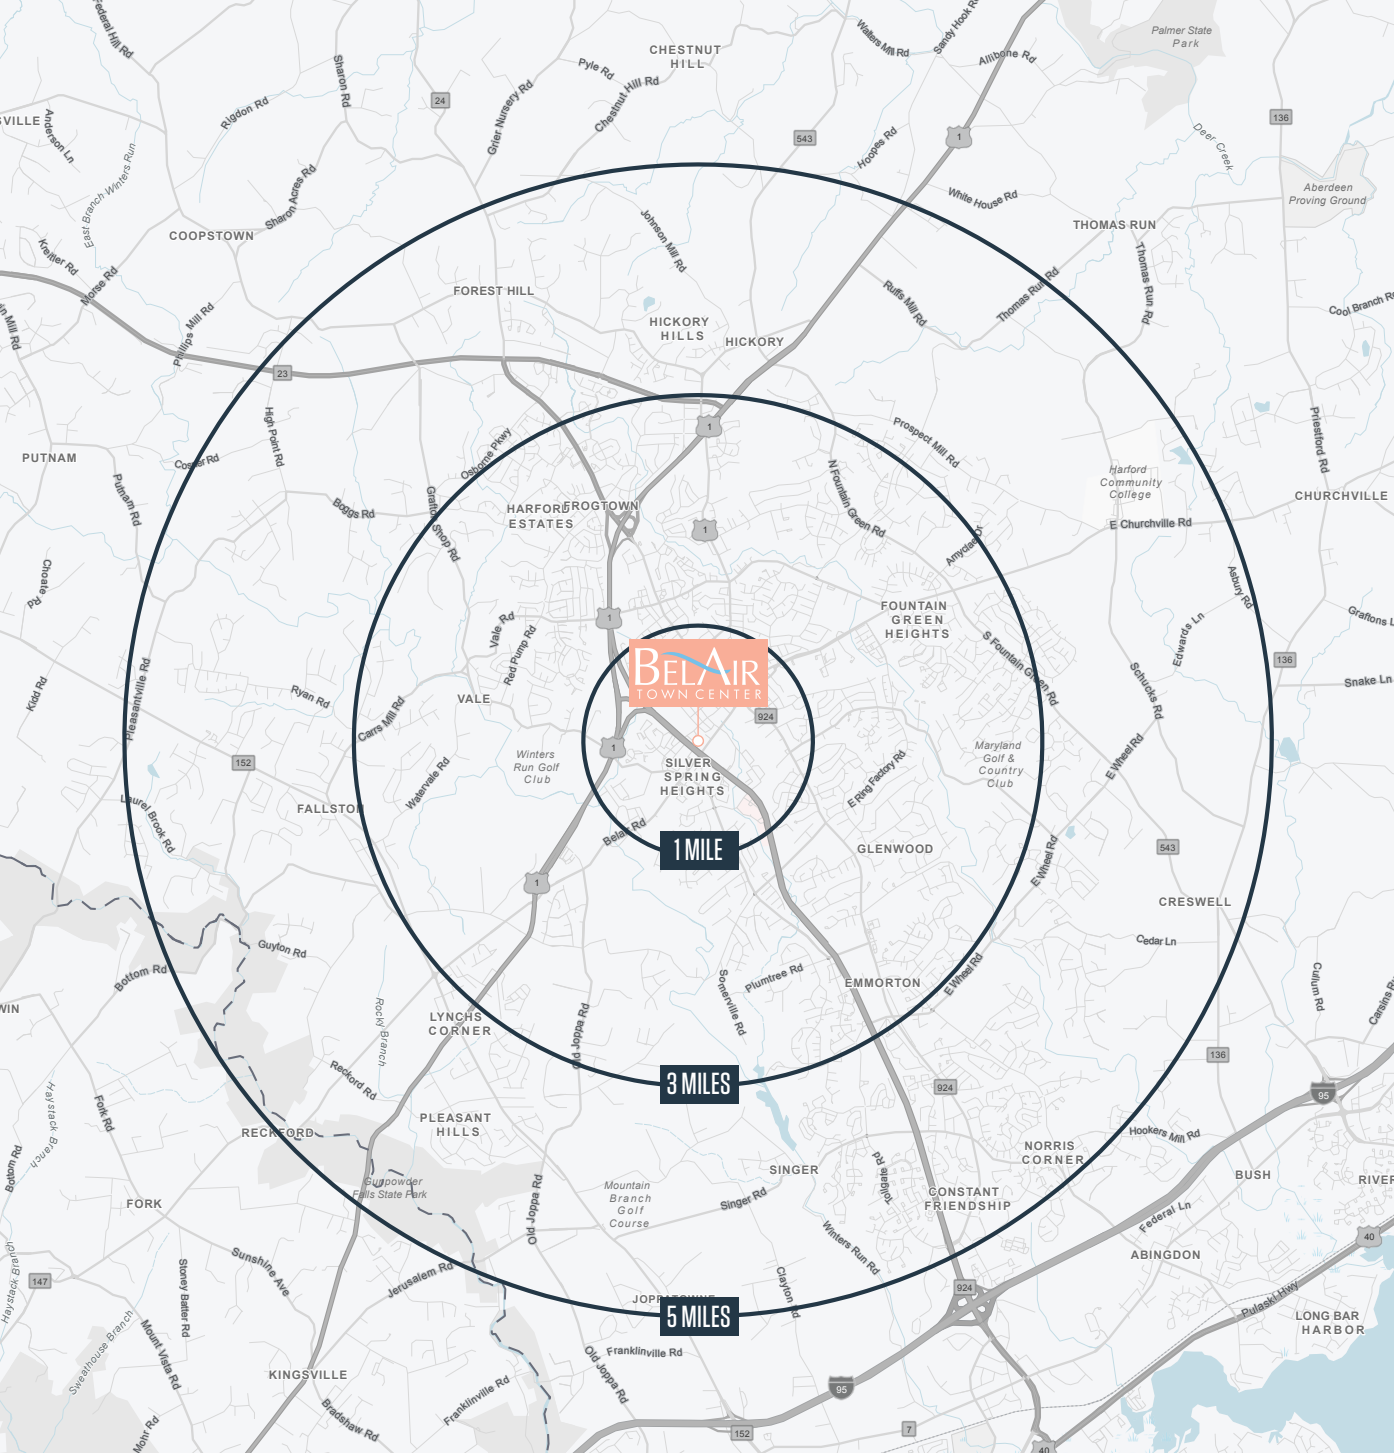 Federal Hill Rd
Sharon Rd
Rigdon Rd
24
Grier Nursery Rd
Pyle Rd
Chestnut Hill Rd
CHESTNUT
HILL
Walters Mill Rd
Sandy Hook R
Allibone Rd
Palmer State
Park
136
SVILLE
Anderson Ln
East Branch Winters Run
Sharon Acres Rd
543
Hoopes Rd
1
Deer Creek
White House Rd
Aberdeen
Proving Ground
COOPSTOWN
Kreitler Rd
Morse Rd
Johnson Mill Rd
THOMAS RUN
Thomas Run Rd
Thomas Run Rd
Ruffs Mill Rd
Cool Branch R
in Mill Rd
Phillips Mill Rd
FOREST HILL
HICKORY
HILLS
HICKORY
23
High Point Rd
1
Prospect Mill Rd
Priestford Rd
PUTNAM
Putnam Rd
Cosner Rd
Osborne Pkwy
Boggs Rd
Grafton Shop Rd
HARFORD
ESTATES
FROGTOWN
1
N Fountain Green Rd
Amyclae Dr
Harford
Community
College
E Churchville Rd
CHURCHVILLE
Choate Rd
1
FOUNTAIN
GREEN
HEIGHTS
Asbury Rd
Graftons L
Vale Rd
Red Pump Rd
S Fountain Green Rd
Edwards Ln
Schucks Rd
136
Snake Ln
Kidd Rd
Pleasantville Rd
Ryan Rd
Carrs Mill Rd
VALE
BELAIR
TOWN CENTER
924
152
Watervale Rd
Winters
Run Golf
Club
1
SILVER
SPRING
HEIGHTS
E Ring Factory Rd
Maryland
Golf &
Country
Club
E Wheel Rd
Laurel Brook Rd
FALLSTON
Belair Rd
1 MILE
GLENWOOD
E Wheel Rd
543
1
CRESWELL
Guyton Rd
Bottom Rd
Cedar Ln
Somerville Rd
Plumtree Rd
EMMORTON
E Wheel Rd
Cullum Rd
Carsins R
WIN
Rocky Branch
LYNCHS
CORNER
Old Joppa Rd
136
Reckord Rd
3 MILES
924
95
Haystack Branch
Fork Rd
RECKFORD
PLEASANT
HILLS
Hookers Mill Rd
NORRIS
CORNER
Bottom Rd
Gunpowder
Falls State Park
SINGER
Tollgate Rd
BUSH
RIVER
FORK
Mountain
Branch
Golf
Course
Singer Rd
CONSTANT
FRIENDSHIP
Federal Ln
Old Joppa Rd
Winters Run Rd
40
ABINGDON
Haystack Branch
147
Sunshine Ave
Stoney Batter Rd
Jerusalem Rd
Clayton Rd
924
JOPPATOWNE
5 MILES
Pulaski Hwy
LONG BAR
HARBOR
Sweathouse Branch
Mount Vista Rd
Old Joppa Rd
Franklinville Rd
KINGSVILLE
Franklinville Rd
95
Bradshaw Rd
Mohr Rd
152
7
40